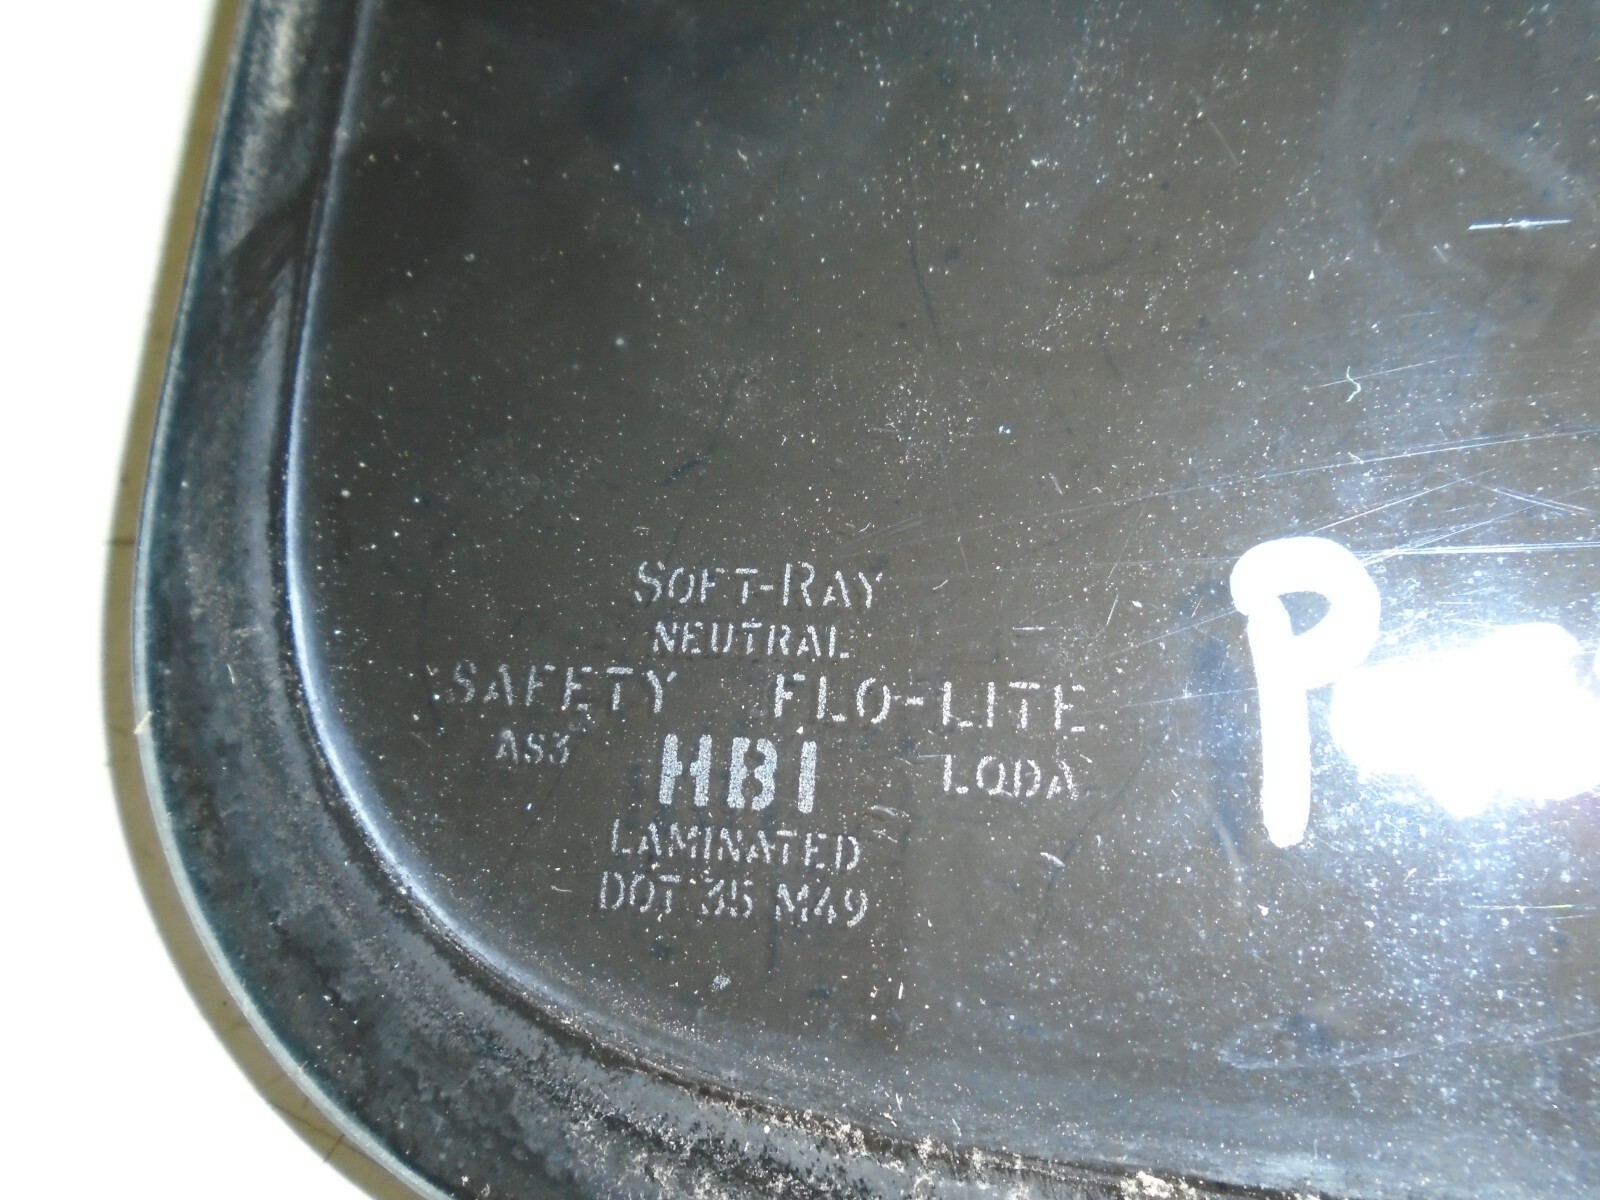 SOFT-RAY
NEUTRAL
SAFETY FLO-LITE
AS3 HBI LQDA
LAMINATED
DOT 35 M49
P